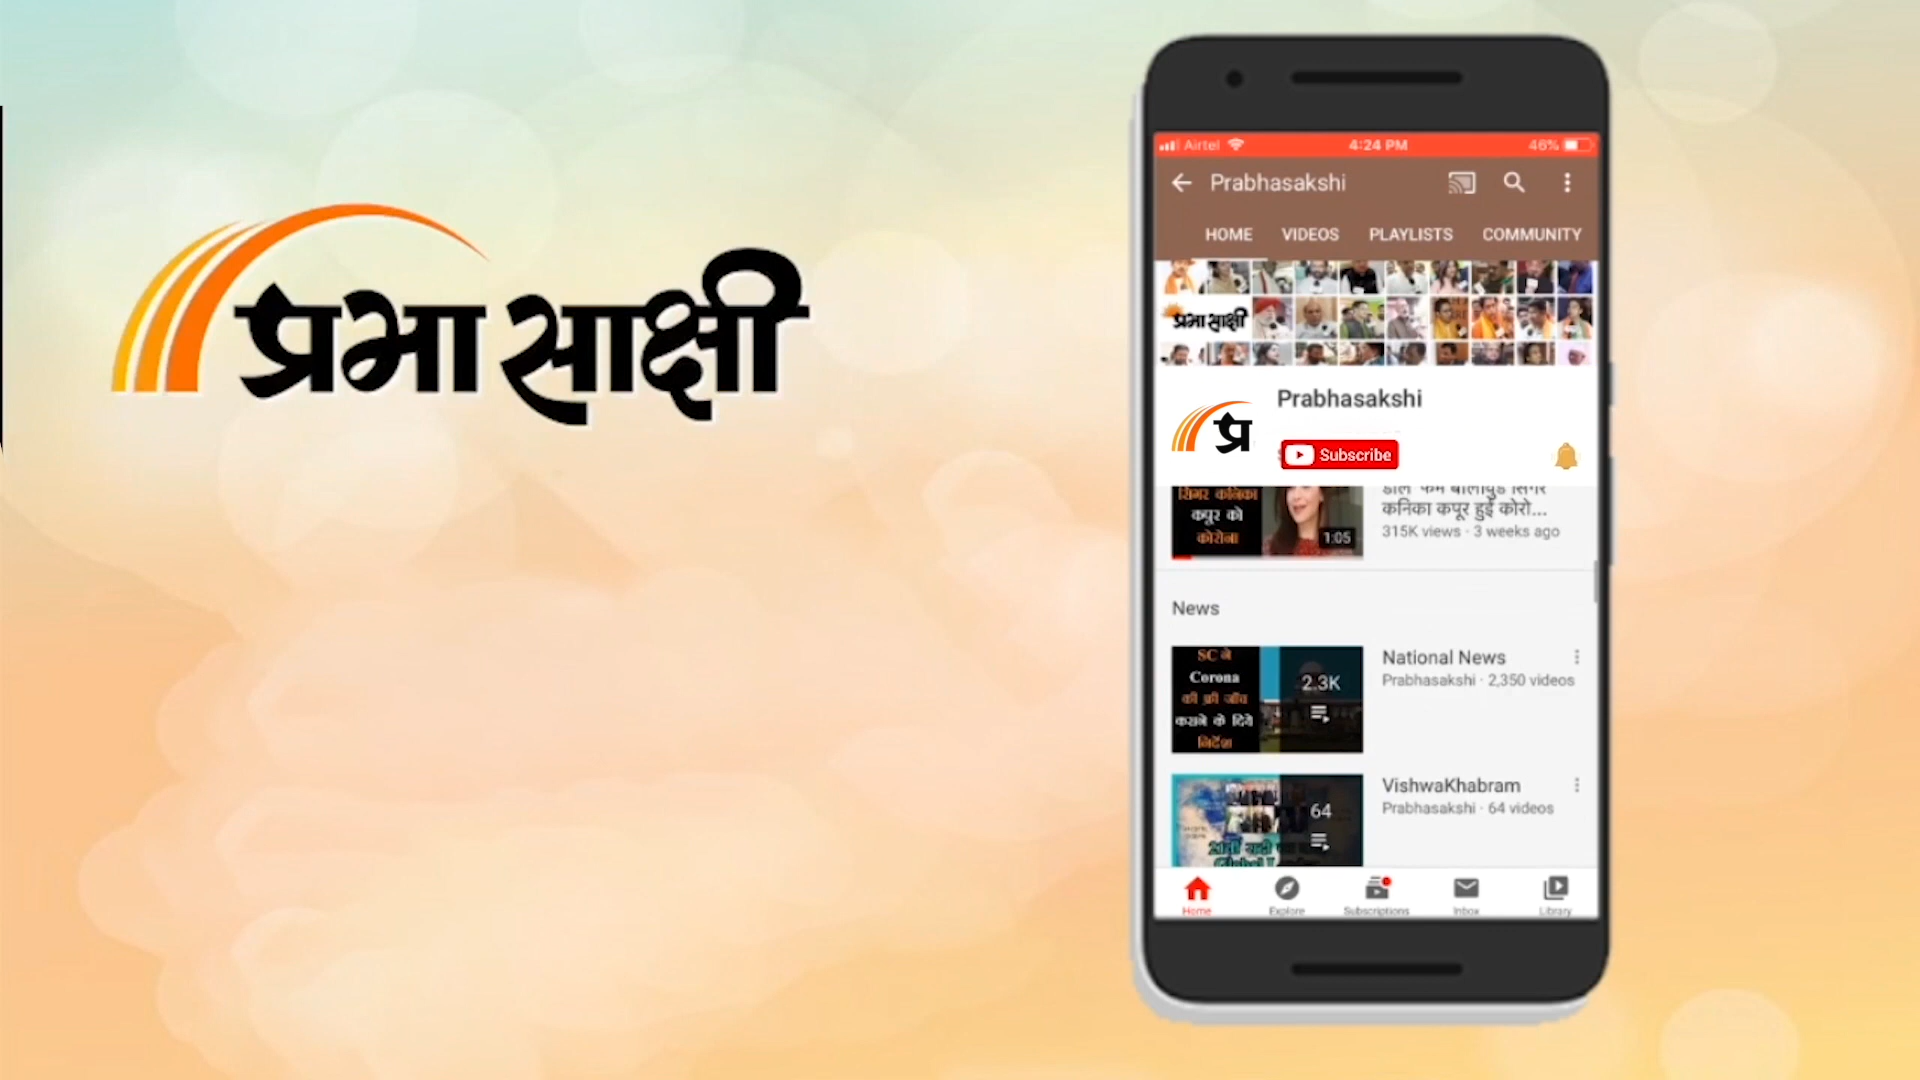 प्रभासाक्षी
Airtel 4:24 PM 46%
Prabhasakshi
HOME VIDEOS PLAYLISTS COMMUNITY
प्रभासाक्षी
Prabhasakshi
प्र
Subscribe
सिंगर कनिका
कपूर को
कोरोना
1:05
कनिका कपूर हुईं कोरो...
315K views · 3 weeks ago
News
SC ने
Corona
की फ्री जाँच
कराने के दिये
निर्देश
2.3K
National News
Prabhasakshi · 2,350 videos
64
VishwaKhabram
Prabhasakshi · 64 videos
Home Explore Subscriptions Inbox Library